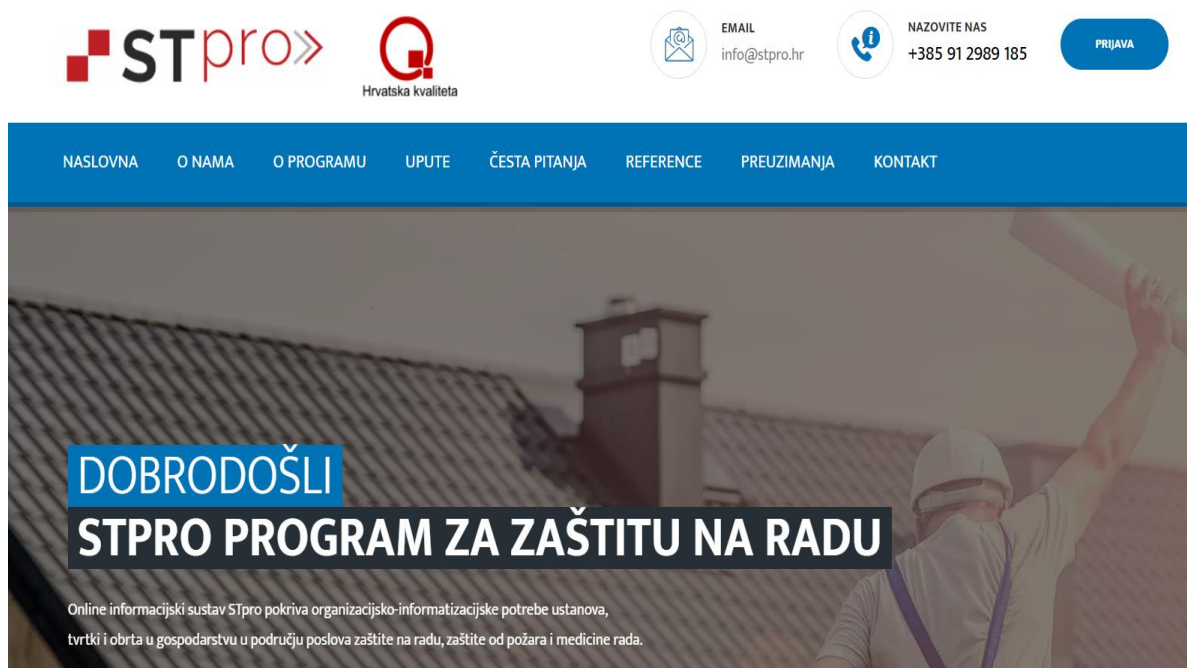 STpro»
Hrvatska kvaliteta
EMAIL
info@stpro.hr
NAZOVITE NAS
+385 91 2989 185
PRIJAVA
NASLOVNA O NAMA O PROGRAMU UPUTE ČESTA PITANJA REFERENCE PREUZIMANJA KONTAKT
DOBRODOŠLI
STPRO PROGRAM ZA ZAŠTITU NA RADU
Online informacijski sustav STpro pokriva organizacijsko-informatizacijske potrebe ustanova,
tvrtki i obrta u gospodarstvu u području poslova zaštite na radu, zaštite od požara i medicine rada.